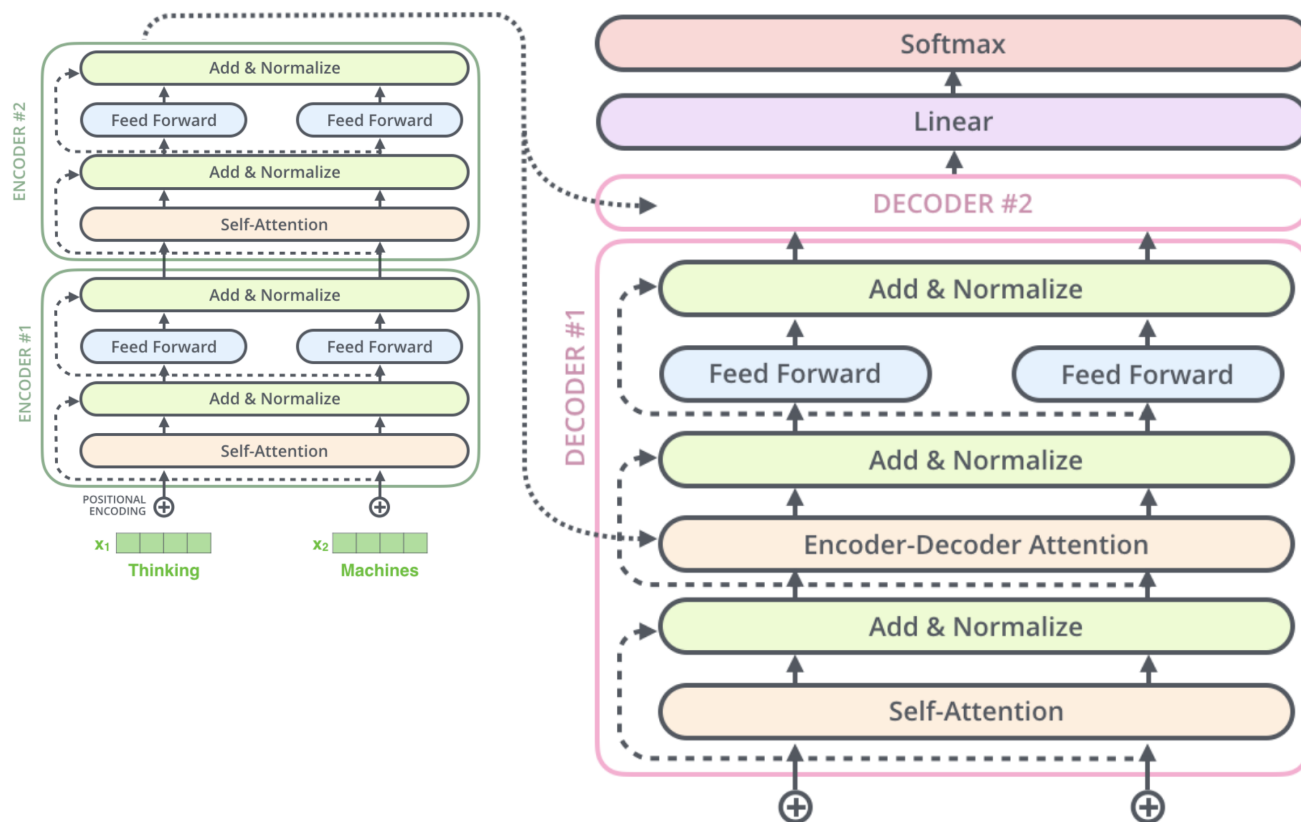 ENCODER #2
Add & Normalize
Feed Forward
Feed Forward
Add & Normalize
Self-Attention
ENCODER #1
Add & Normalize
Feed Forward
Feed Forward
Add & Normalize
Self-Attention
POSITIONAL
ENCODING
x₁
x₂
Thinking
Machines
Softmax
Linear
DECODER #2
DECODER #1
Add & Normalize
Feed Forward
Feed Forward
Add & Normalize
Encoder-Decoder Attention
Add & Normalize
Self-Attention